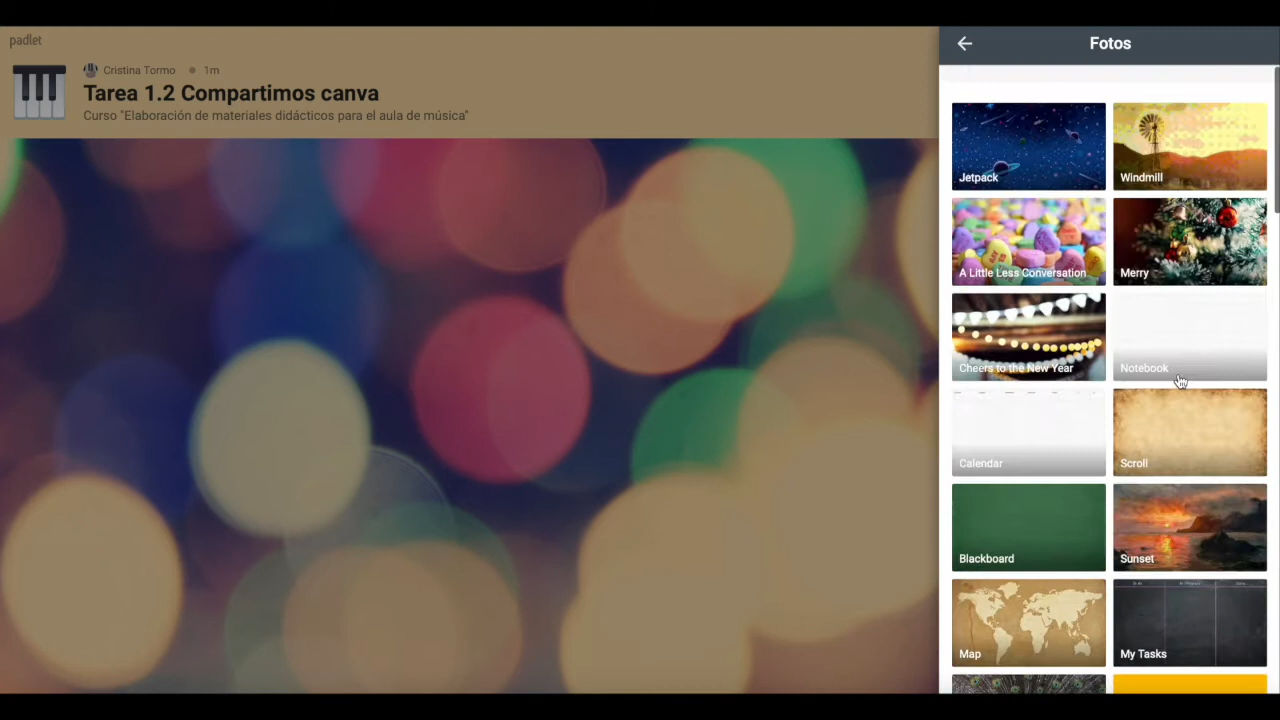 padlet
Cristina Tormo • 1m
Tarea 1.2 Compartimos canva
Curso "Elaboración de materiales didácticos para el aula de música"
Fotos
Jetpack
Windmill
A Little Less Conversation
Merry
Cheers to the New Year
Notebook
Calendar
Scroll
Blackboard
Sunset
Map
My Tasks